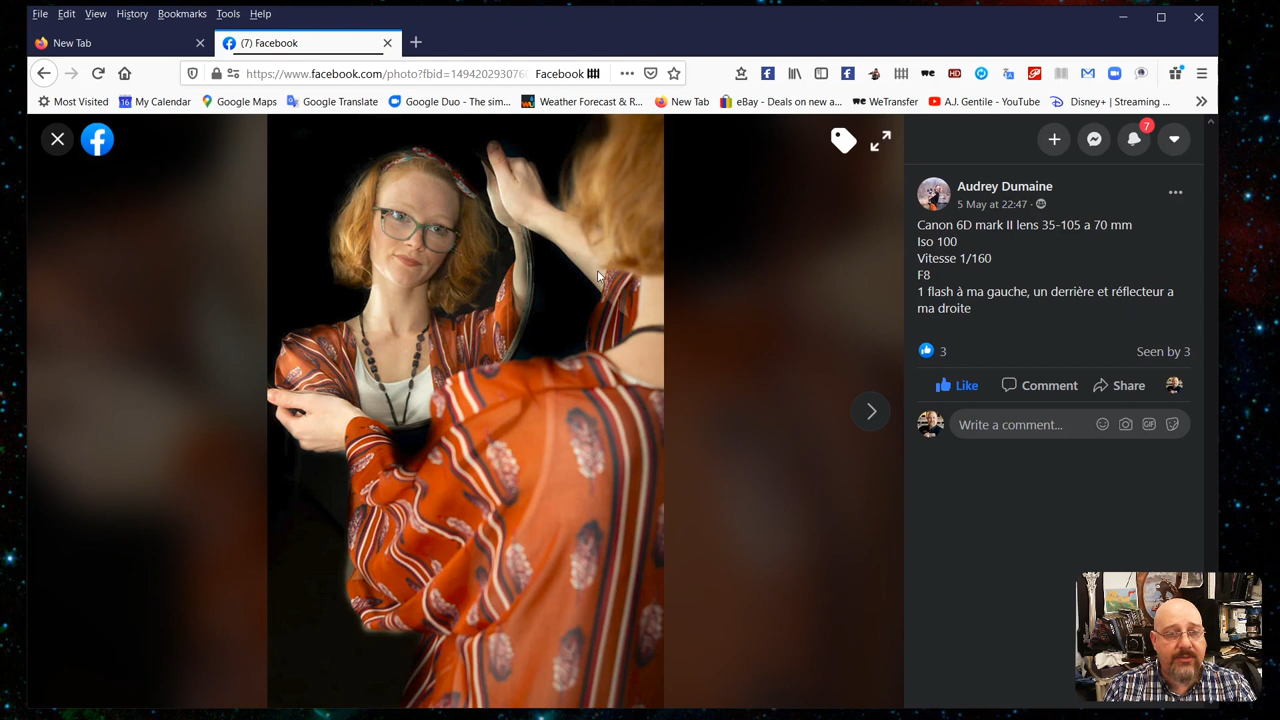 File Edit View History Bookmarks Tools Help
New Tab
(7) Facebook
https://www.facebook.com/photo?fbid=149420293076 Facebook
Most Visited
16 My Calendar
Google Maps
Google Translate
Google Duo - The sim...
Weather Forecast & R...
New Tab
eBay - Deals on new a...
WeTransfer
A.J. Gentile - YouTube
Disney+ | Streaming ...
7
Audrey Dumaine
5 May at 22:47
Canon 6D mark II lens 35-105 a 70 mm
Iso 100
Vitesse 1/160
F8
1 flash à ma gauche, un derrière et réflecteur a
ma droite
3 Seen by 3
Like Comment Share
Write a comment... GIF